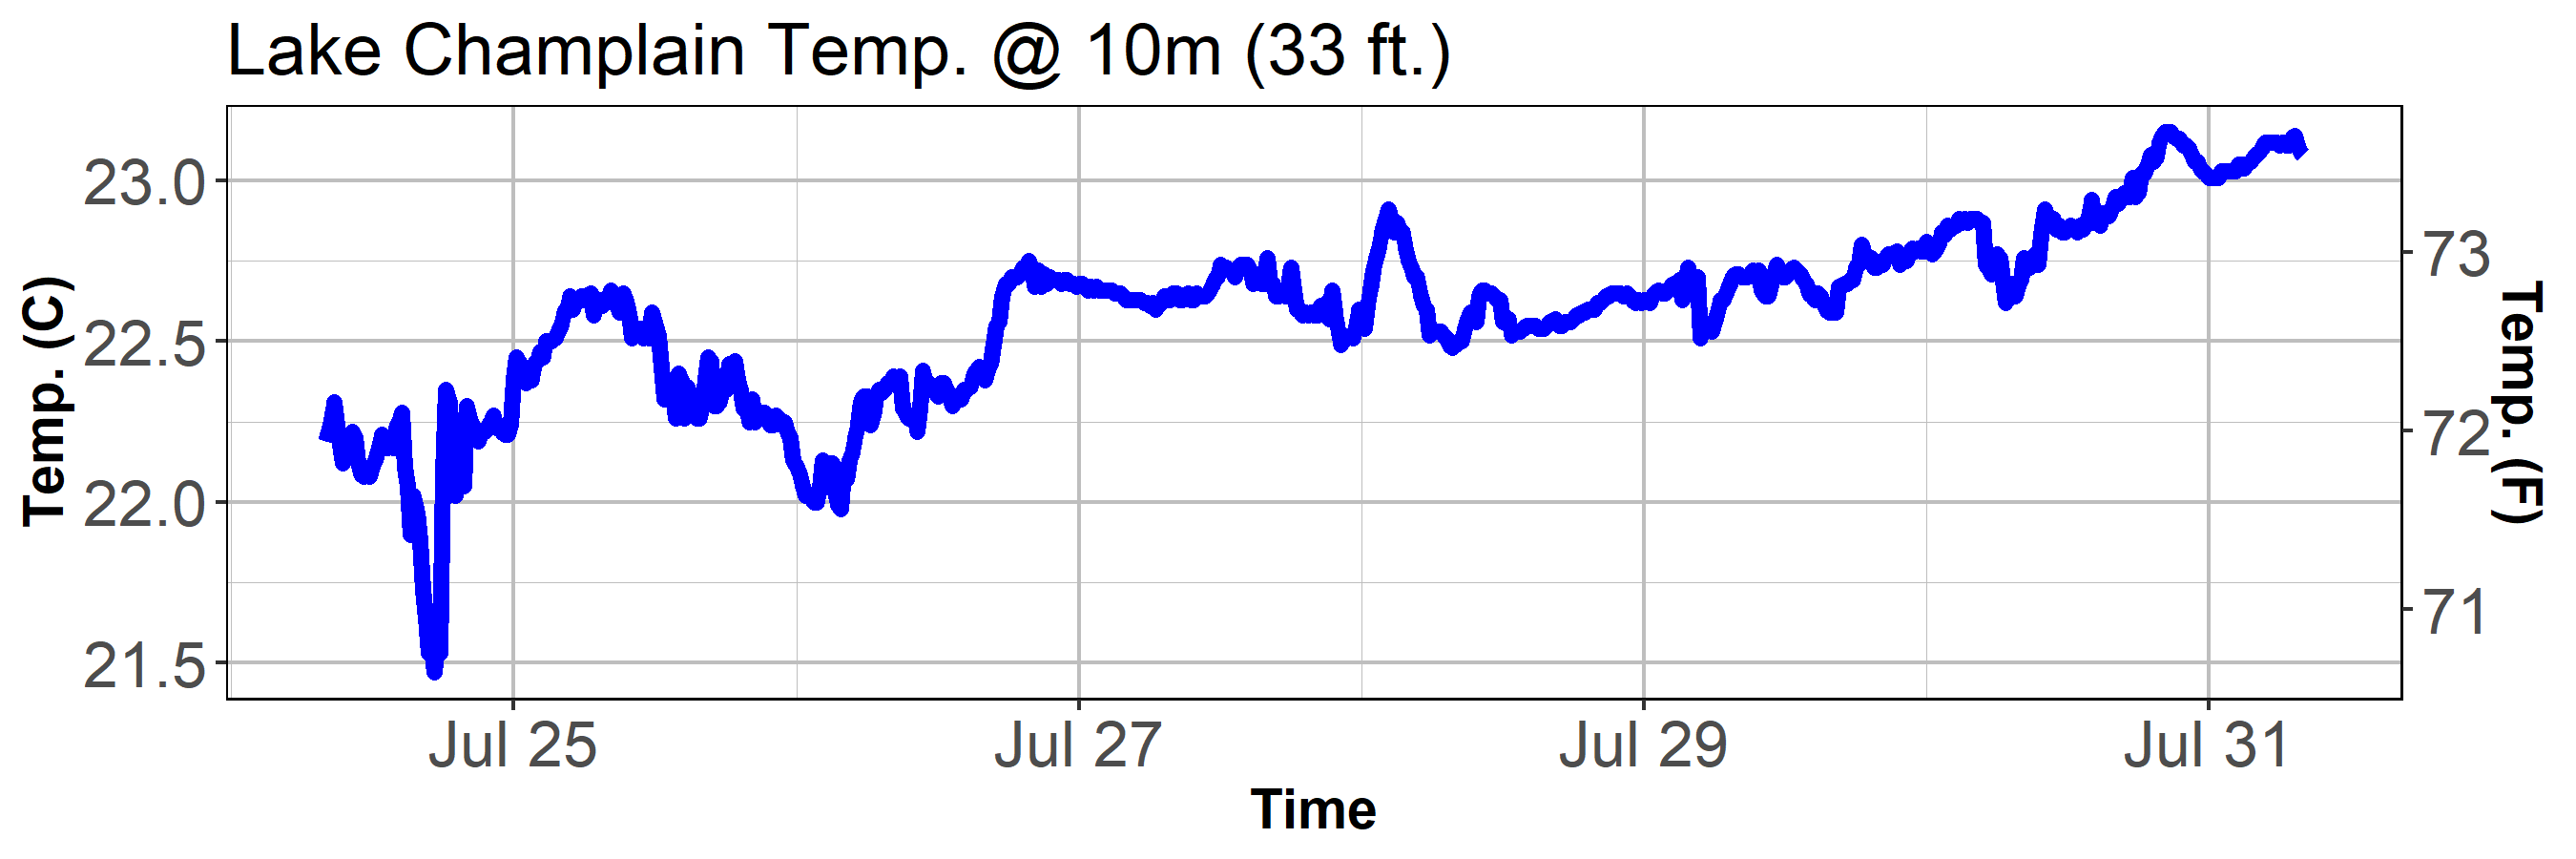 Lake Champlain Temp. @ 10m (33 ft.)
Temp. (C)
23.0
22.5
22.0
21.5
73
72
71
Temp. (F)
Jul 25
Jul 27
Jul 29
Jul 31
Time